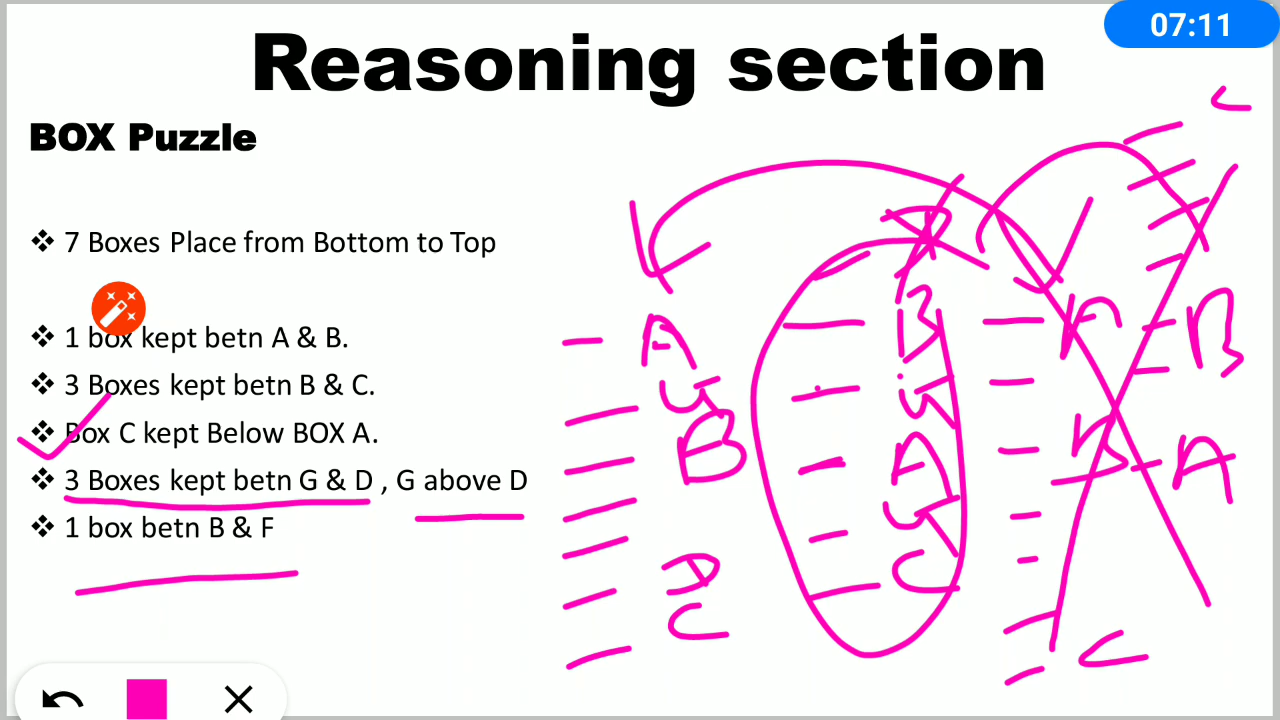 07:11
Reasoning section
BOX Puzzle
❖ 7 Boxes Place from Bottom to Top
❖ 1 box kept betn A & B.
❖ 3 Boxes kept betn B & C.
❖ Box C kept Below BOX A.
❖ 3 Boxes kept betn G & D , G above D
❖ 1 box betn B & F
A
G
B
D
C
B
G
A
G
C
A
B
C
C
B
A